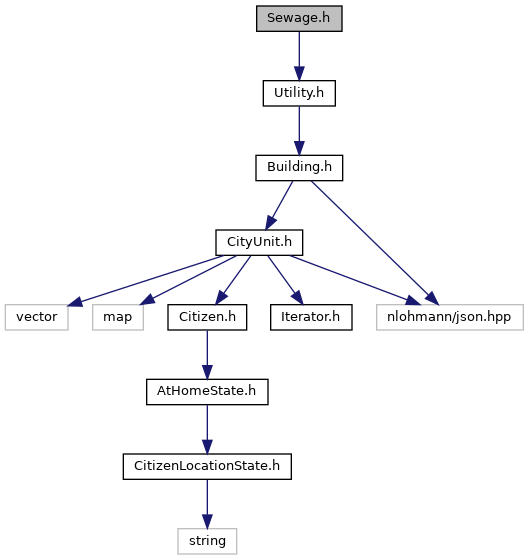 Sewage.h
Utility.h
Building.h
CityUnit.h
vector
map
Citizen.h
Iterator.h
nlohmann/json.hpp
AtHomeState.h
CitizenLocationState.h
string